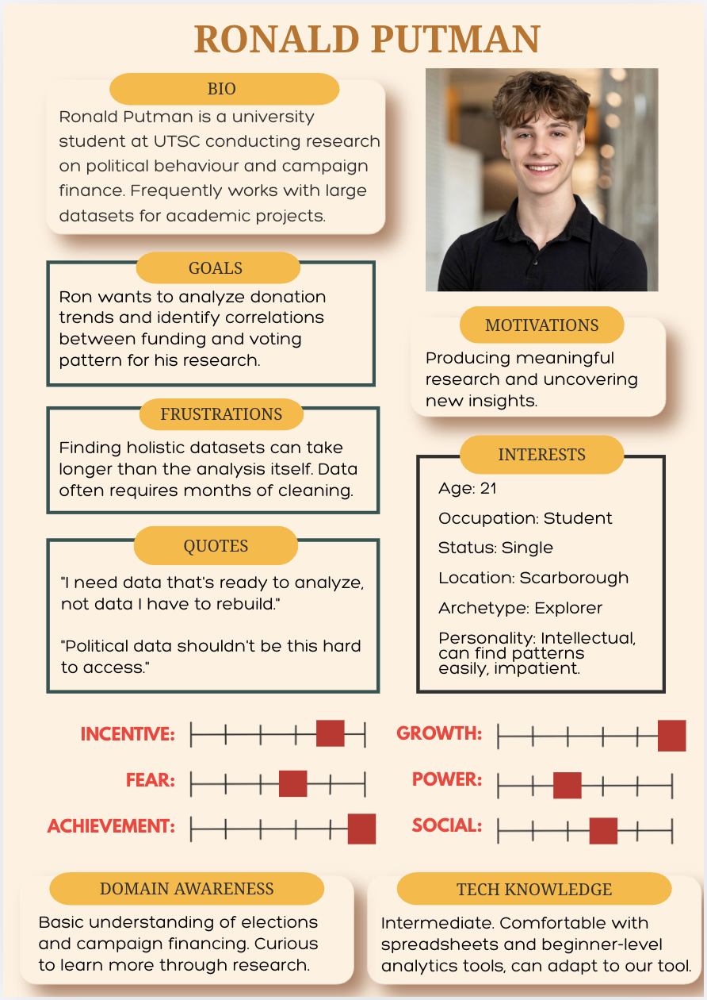 RONALD PUTMAN
BIO
Ronald Putman is a university
student at UTSC conducting research
on political behaviour and campaign
finance. Frequently works with large
datasets for academic projects.
GOALS
Ron wants to analyze donation
trends and identify correlations
between funding and voting
pattern for his research.
FRUSTRATIONS
Finding holistic datasets can take
longer than the analysis itself. Data
often requires months of cleaning.
QUOTES
"I need data that's ready to analyze,
not data I have to rebuild."
"Political data shouldn't be this hard
to access."
MOTIVATIONS
Producing meaningful
research and uncovering
new insights.
INTERESTS
Age: 21
Occupation: Student
Status: Single
Location: Scarborough
Archetype: Explorer
Personality: Intellectual,
can find patterns
easily, impatient.
INCENTIVE:
FEAR:
ACHIEVEMENT:
GROWTH:
POWER:
SOCIAL:
DOMAIN AWARENESS
Basic understanding of elections
and campaign financing. Curious
to learn more through research.
TECH KNOWLEDGE
Intermediate. Comfortable with
spreadsheets and beginner-level
analytics tools, can adapt to our tool.